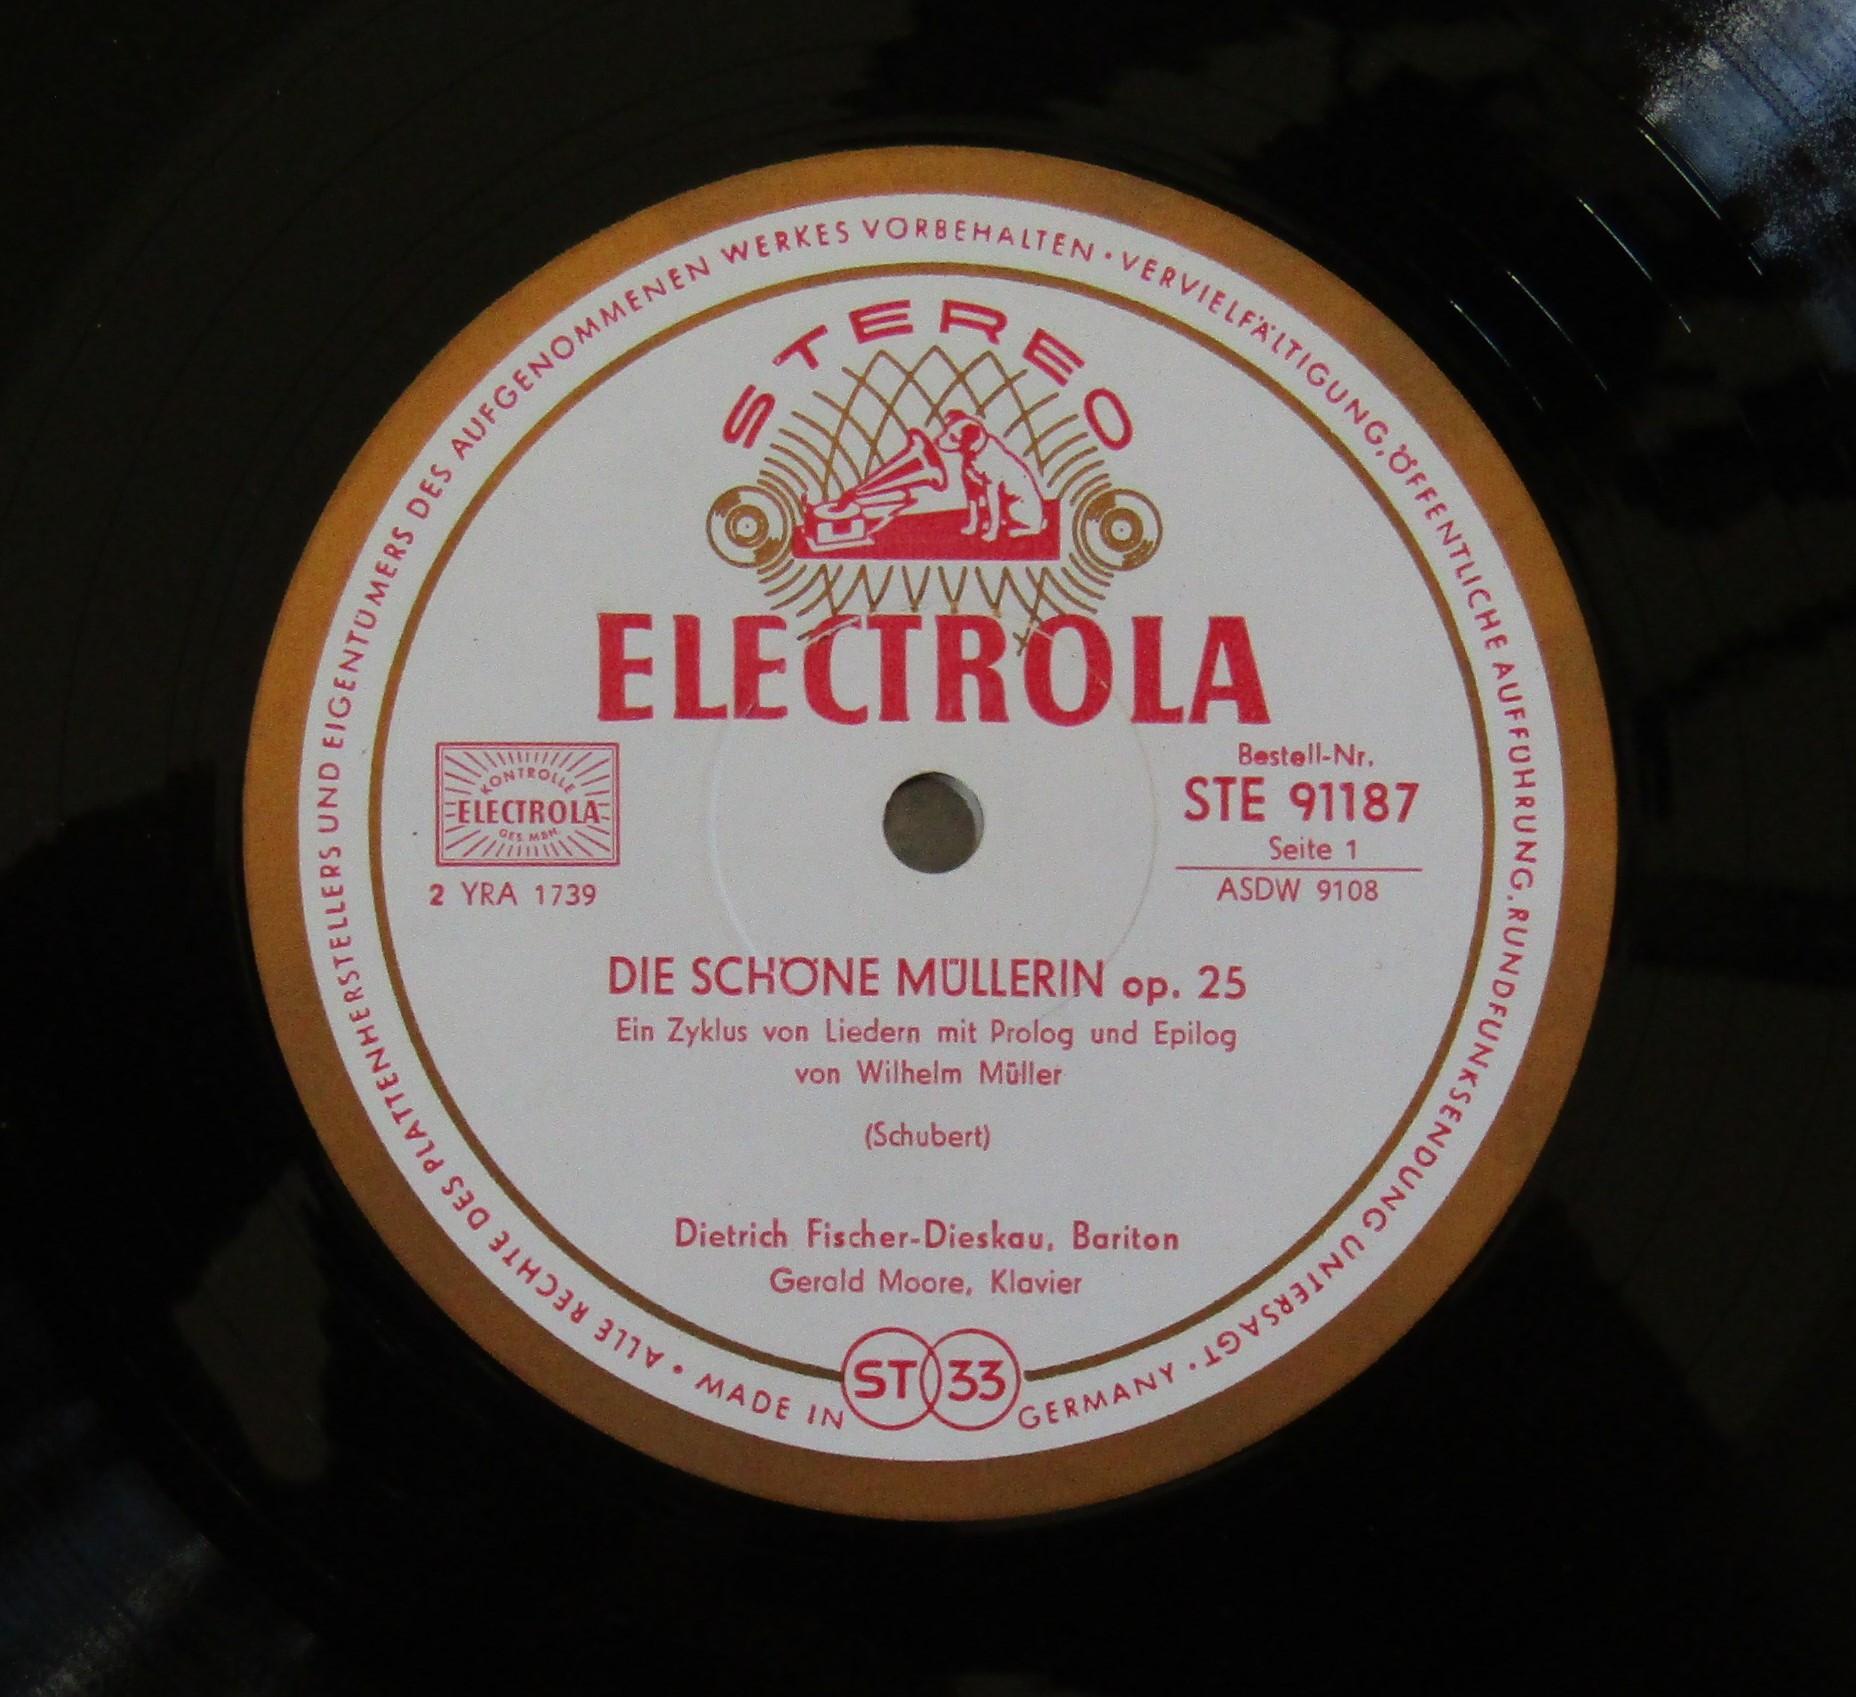 ALLE RECHTE DES PLATTENHERSTELLERS UND EIGENTÜMERS DES AUFGENOMMENEN WERKES VORBEHALTEN · VERVIELFÄLTIGUNG, ÖFFENTLICHE AUFFÜHRUNG, RUNDFUNKSENDUNG UNTERSAGT ·
STEREO
ELECTROLA
KONTROLLE
ELECTROLA
GES. MBH.
2 YRA 1739
Bestell-Nr.
STE 91187
Seite 1
ASDW 9108
DIE SCHÖNE MÜLLERIN op. 25
Ein Zyklus von Liedern mit Prolog und Epilog
von Wilhelm Müller
(Schubert)
Dietrich Fischer-Dieskau, Bariton
Gerald Moore, Klavier
ST 33
· MADE IN GERMANY